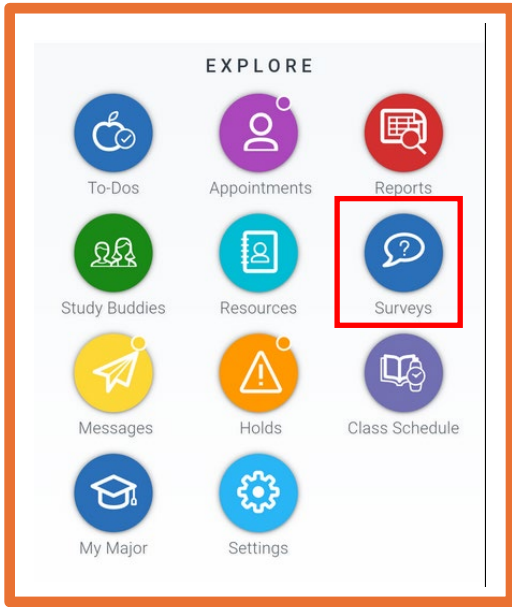 EXPLORE
To-Dos
Appointments
Reports
Study Buddies
Resources
?
Surveys
Messages
Holds
Class Schedule
My Major
Settings